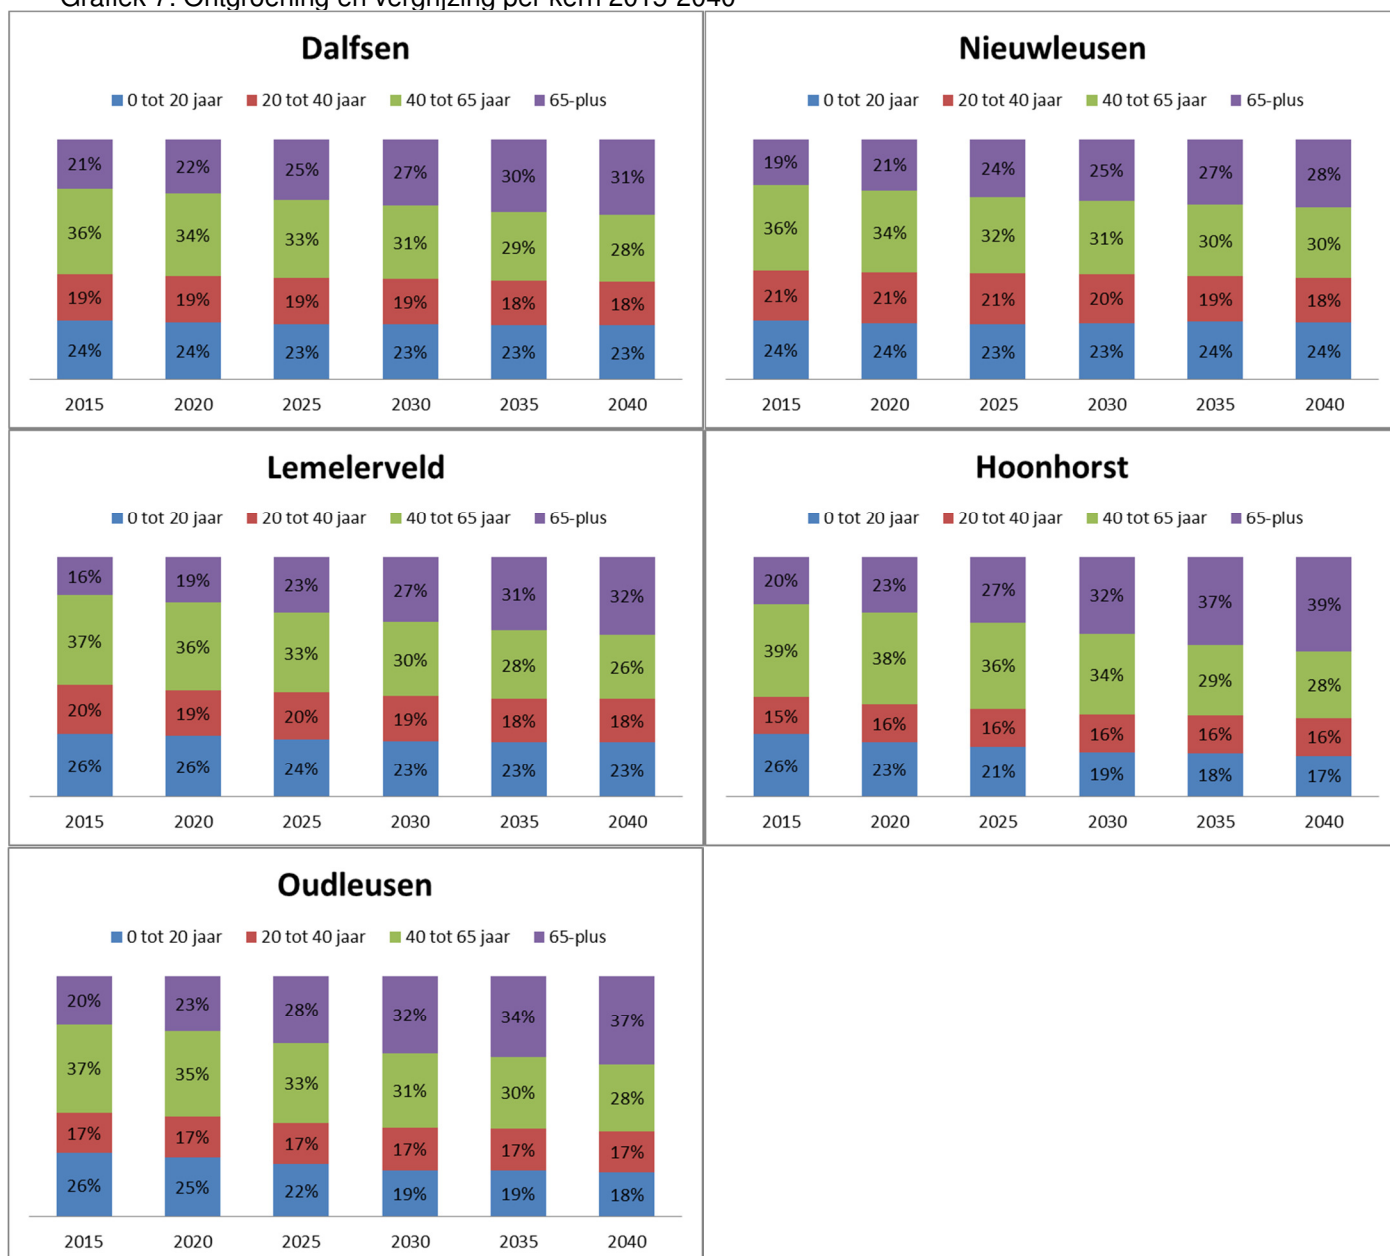 Grafiek 7: Ontgroening en vergrijzing per kern 2015-2040
Dalfsen
0 tot 20 jaar 20 tot 40 jaar 40 tot 65 jaar 65-plus
21% 22% 25% 27% 30% 31%
36% 34% 33% 31% 29% 28%
19% 19% 19% 19% 18% 18%
24% 24% 23% 23% 23% 23%
2015 2020 2025 2030 2035 2040
Nieuwleusen
0 tot 20 jaar 20 tot 40 jaar 40 tot 65 jaar 65-plus
19% 21% 24% 25% 27% 28%
36% 34% 32% 31% 30% 30%
21% 21% 21% 20% 19% 18%
24% 24% 23% 23% 24% 24%
2015 2020 2025 2030 2035 2040
Lemelerveld
0 tot 20 jaar 20 tot 40 jaar 40 tot 65 jaar 65-plus
16% 19% 23% 27% 31% 32%
37% 36% 33% 30% 28% 26%
20% 19% 20% 19% 18% 18%
26% 26% 24% 23% 23% 23%
2015 2020 2025 2030 2035 2040
Hoonhorst
0 tot 20 jaar 20 tot 40 jaar 40 tot 65 jaar 65-plus
20% 23% 27% 32% 37% 39%
39% 38% 36% 34% 29% 28%
15% 16% 16% 16% 16% 16%
26% 23% 21% 19% 18% 17%
2015 2020 2025 2030 2035 2040
Oudleusen
0 tot 20 jaar 20 tot 40 jaar 40 tot 65 jaar 65-plus
20% 23% 28% 32% 34% 37%
37% 35% 33% 31% 30% 28%
17% 17% 17% 17% 17% 17%
26% 25% 22% 19% 19% 18%
2015 2020 2025 2030 2035 2040